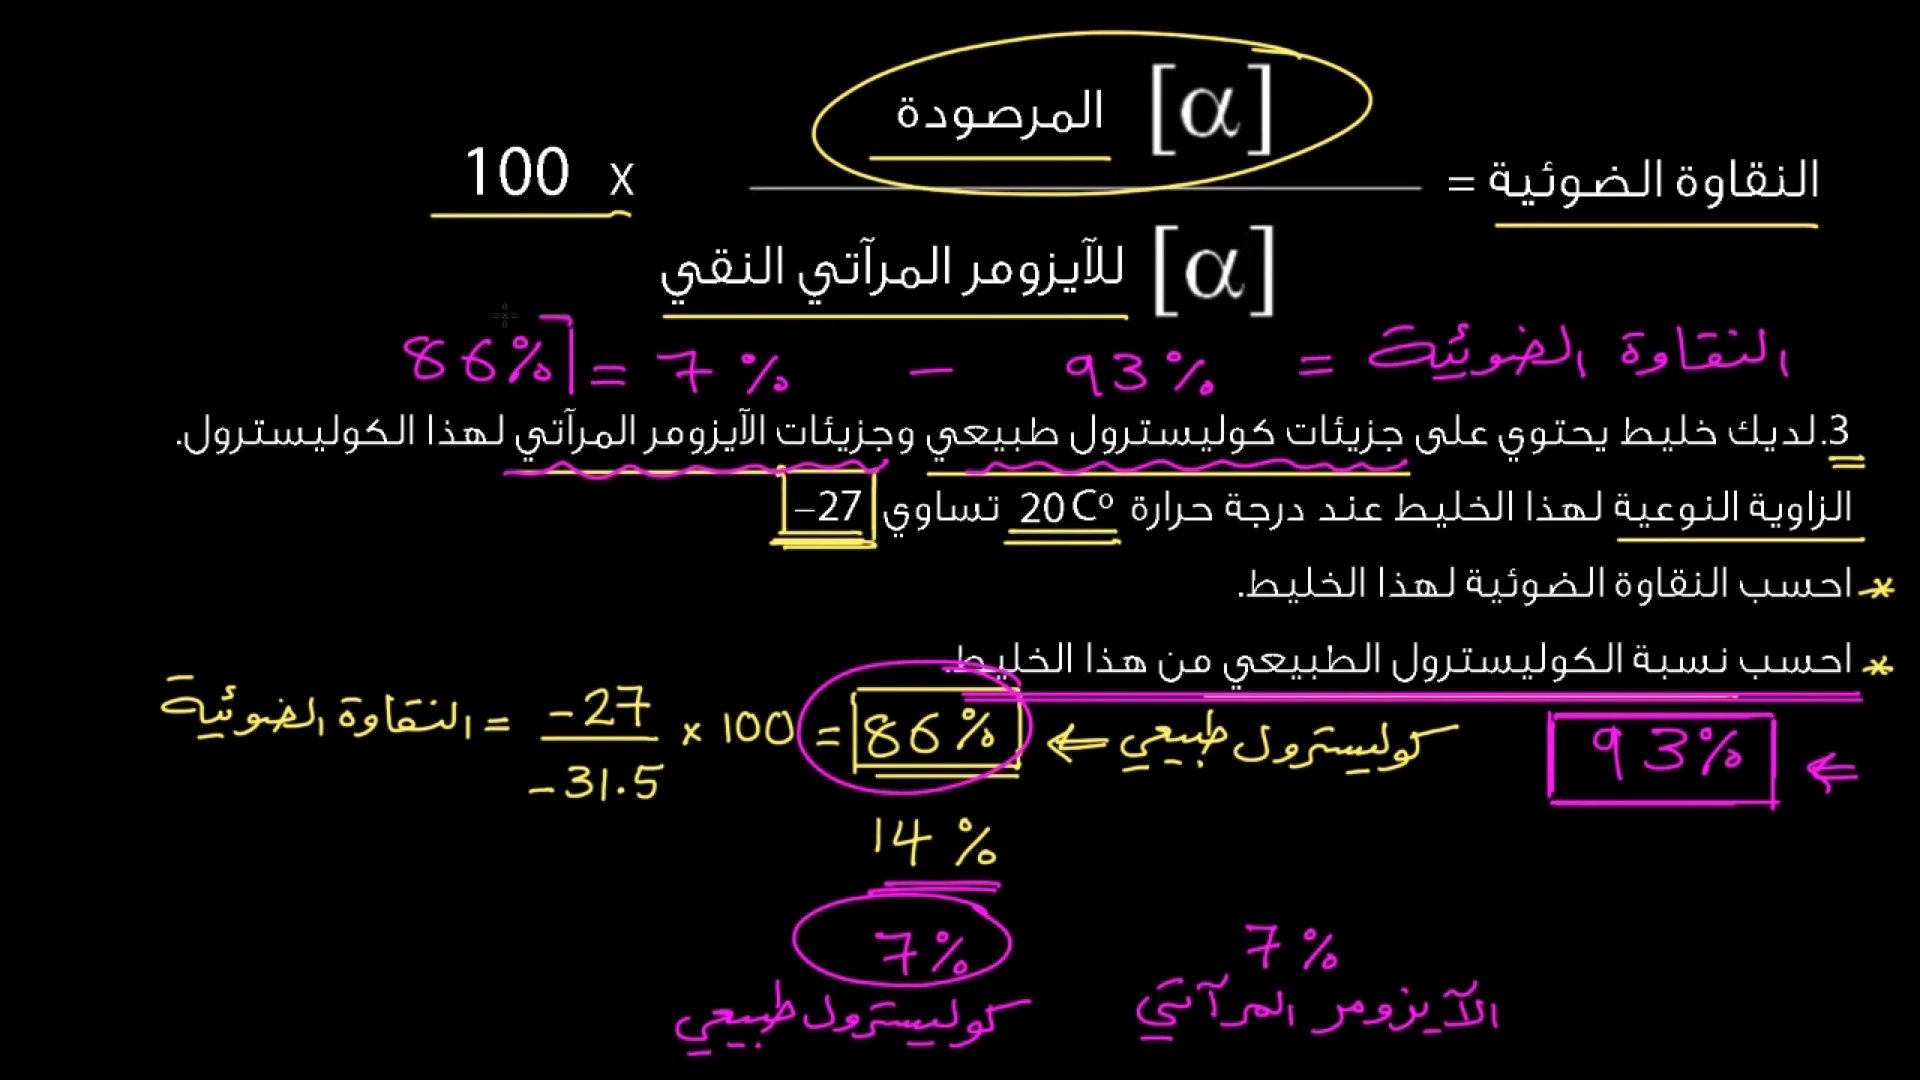 النقاوة الضوئية = [α] المرصودة x 100
[α] للآيزومر المرآتي النقي
النقاوة الضوئية = 93% - 7% = 86%
3.لديك خليط يحتوي على جزيئات كوليسترول طبيعي وجزيئات الآيزومر المرآتي لهذا الكوليسترول.
الزاوية النوعية لهذا الخليط عند درجة حرارة 20 Cº تساوي 27–
* احسب النقاوة الضوئية لهذا الخليط.
* احسب نسبة الكوليسترول الطبيعي من هذا الخليط.
النقاوة الضوئية = -27 / -31.5 x 100 = 86% ⇐ كوليسترول طبيعي
⇐ 93%
14 %
7 % 7%
الآيزومر المرآتي كوليسترول طبيعي